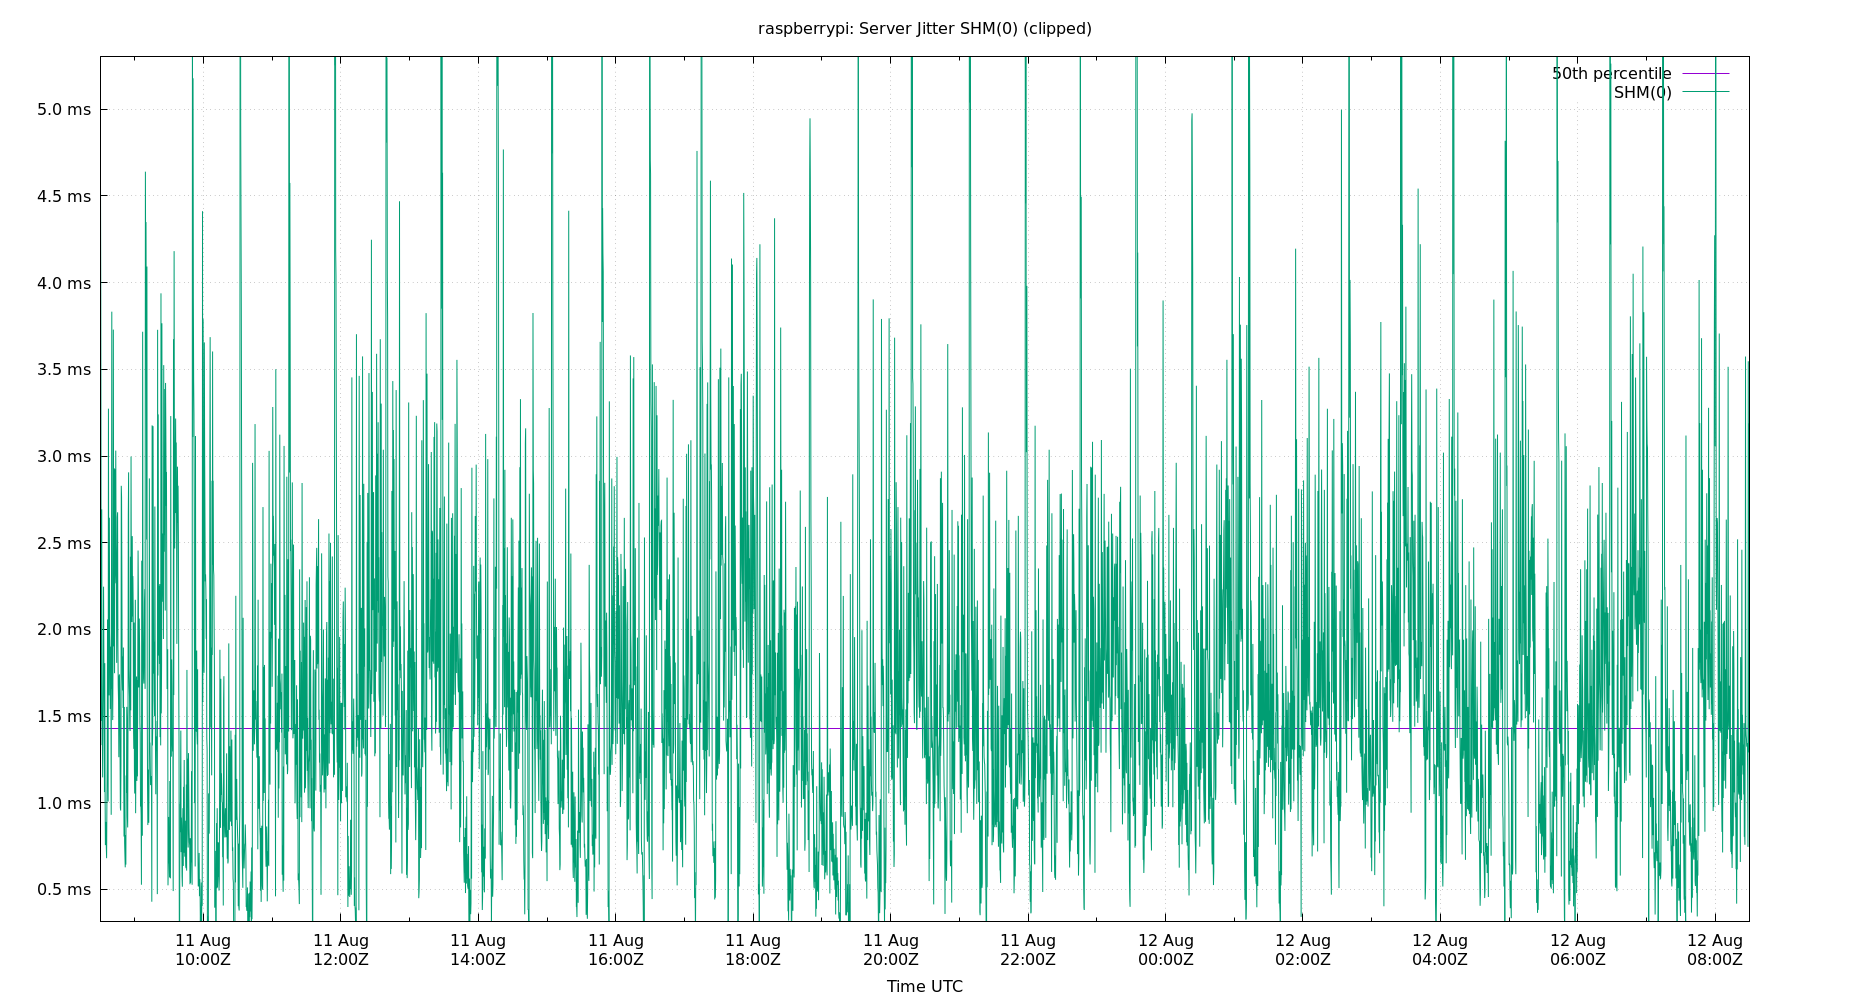 raspberrypi: Server Jitter SHM(0) (clipped)
50th percentile
SHM(0)
5.0 ms
4.5 ms
4.0 ms
3.5 ms
3.0 ms
2.5 ms
2.0 ms
1.5 ms
1.0 ms
0.5 ms
11 Aug 11 Aug 11 Aug 11 Aug 11 Aug 11 Aug 11 Aug 12 Aug 12 Aug 12 Aug 12 Aug 12 Aug
10:00Z 12:00Z 14:00Z 16:00Z 18:00Z 20:00Z 22:00Z 00:00Z 02:00Z 04:00Z 06:00Z 08:00Z
Time UTC